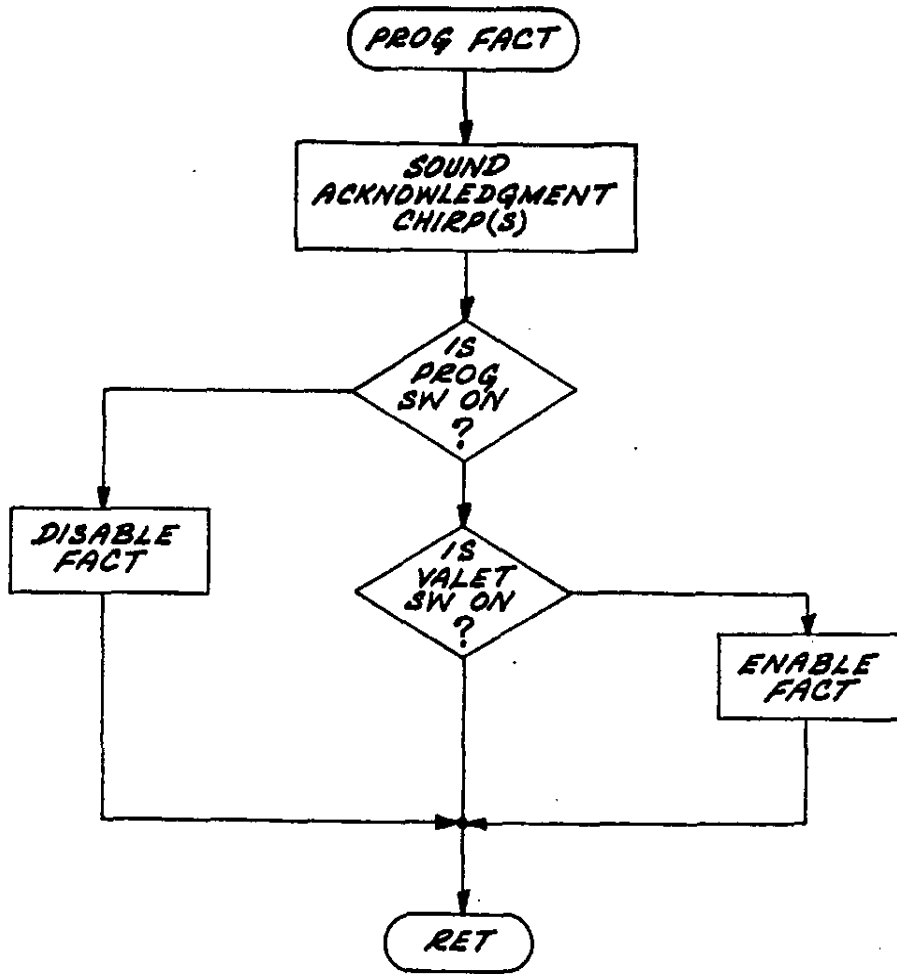 PROG FACT
SOUND
ACKNOWLEDGMENT
CHIRP(S)
IS
PROG
SW ON
?
DISABLE
FACT
IS
VALET
SW ON
?
ENABLE
FACT
RET